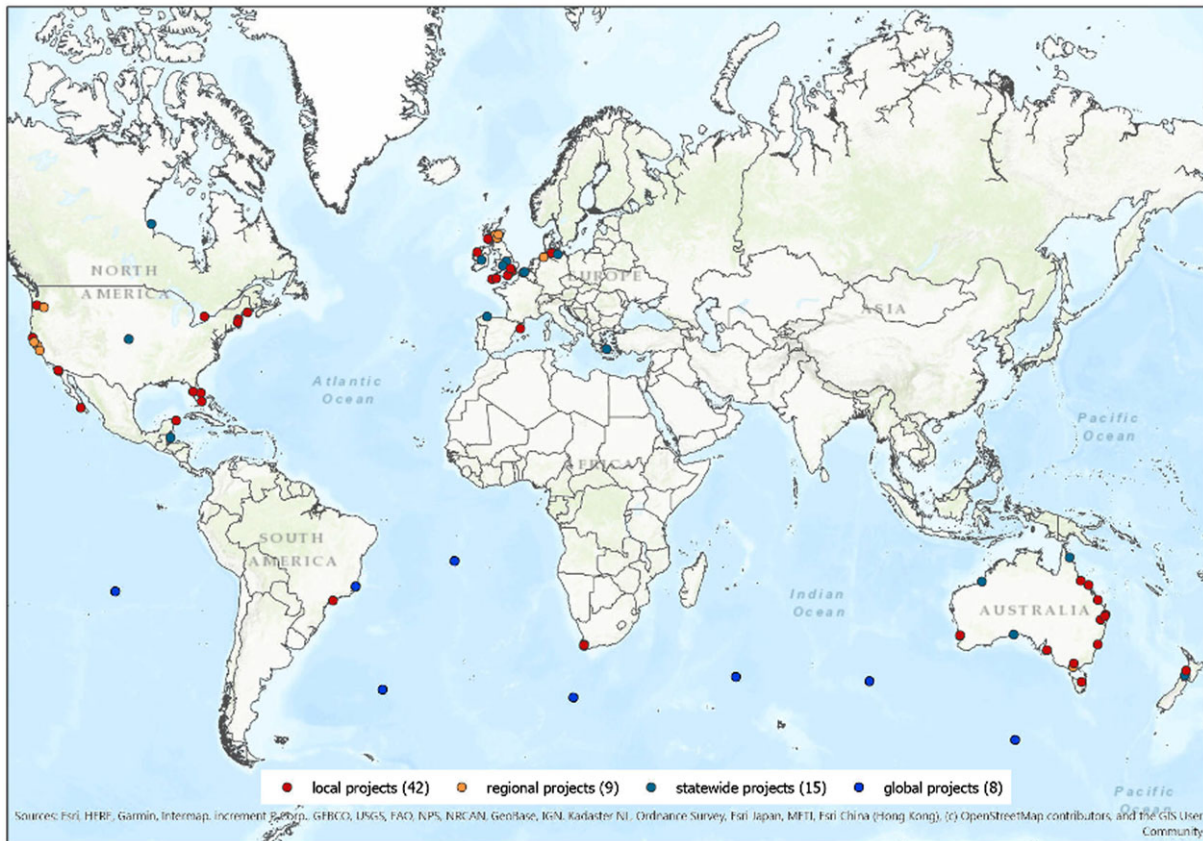 NORTH
AMERICA
EUROPE
ASIA
Atlantic
Ocean
Pacific
Ocean
AFRICA
SOUTH
AMERICA
Indian
Ocean
AUSTRALIA
local projects (42) regional projects (9) statewide projects (15) global projects (8)
Pacific
Ocean
Sources: Esri, HERE, Garmin, Intermap, increment P Corp., GEBCO, USGS, FAO, NPS, NRCAN, GeoBase, IGN, Kadaster NL, Ordnance Survey, Esri Japan, METI, Esri China (Hong Kong), (c) OpenStreetMap contributors, and the GIS User
Community